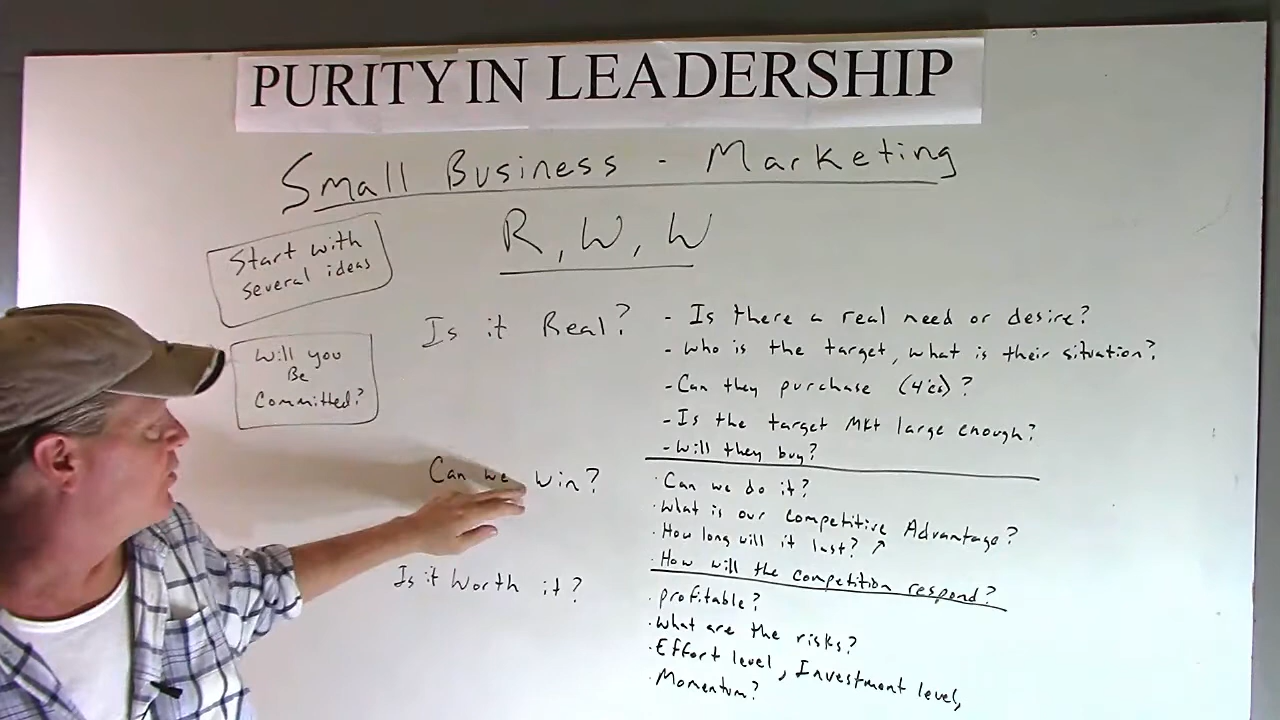 PURITY IN LEADERSHIP
Small Business - Marketing
R, W, W
Start with
several ideas
Will you
Be
Committed?
Is it Real?
- Is there a real need or desire?
- Who is the target, what is their situation?
- Can they purchase (4'cs)?
- Is the target MKt large enough?
- Will they buy?
Can we Win?
· Can we do it?
· What is our Competitive Advantage?
· How long will it last? ↗
· How will the competition respond?
Is it Worth it?
· profitable?
· What are the risks?
· Effort level, Investment level,
· Momentum?